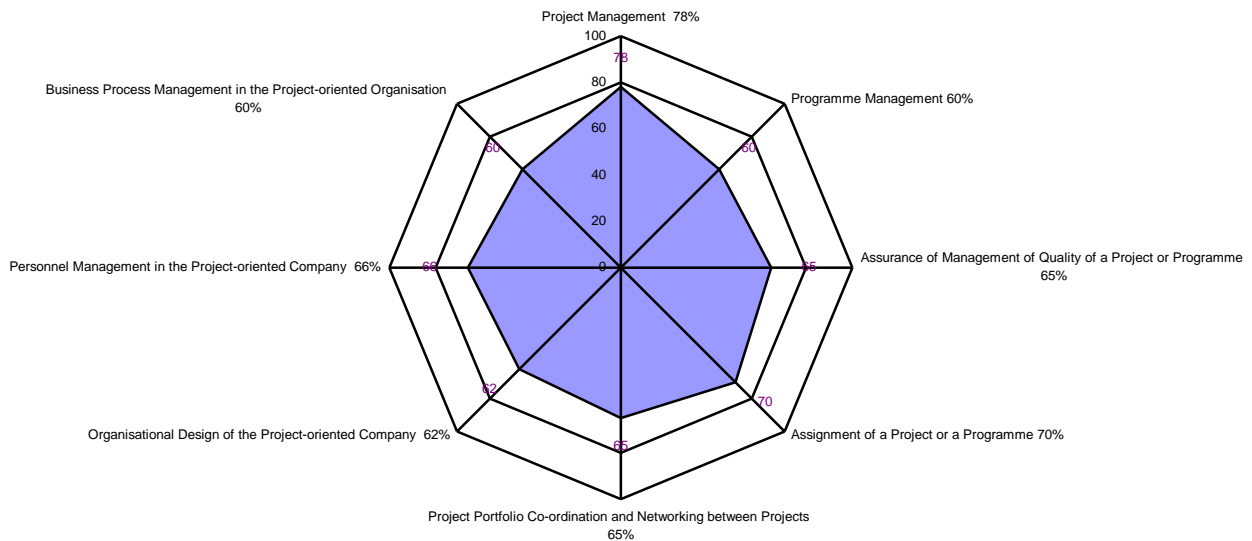 Project Management 78%
100
78
Business Process Management in the Project-oriented Organisation
60%
Programme Management 60%
80
60
60
60
40
20
Personnel Management in the Project-oriented Company 66%
66
0
65
Assurance of Management of Quality of a Project or Programme
65%
62
70
Organisational Design of the Project-oriented Company 62%
Assignment of a Project or a Programme 70%
65
Project Portfolio Co-ordination and Networking between Projects
65%